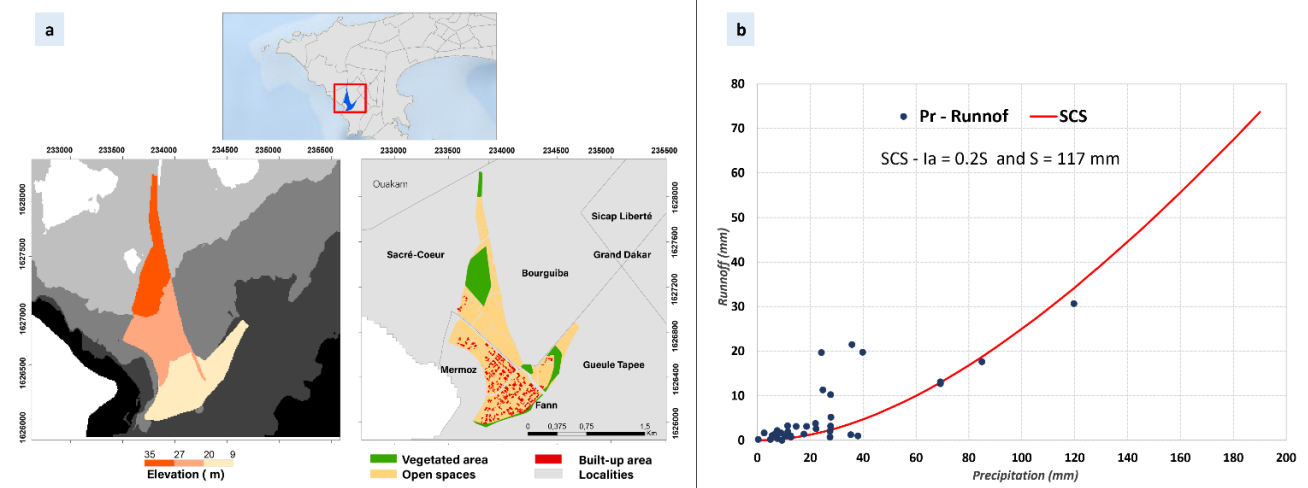 a
233000 233500 234000 234500 235000 235500
1628000
1627500
1627000
1626500
1626000
35 27 20 9
Elevation ( m)
233000 233500 234000 234500 235000 235500
1628000
1627600
1627200
1626800
1626400
1626000
Ouakam
Sicap Liberté
Sacré-Coeur
Grand Dakar
Bourguiba
Gueule Tapee
Mermoz
Fann
0 0,375 0,75 1,5
Km
Vegetated area
Built-up area
Open spaces
Localities
b
80
70
60
50
40
30
20
10
0
Runnoff (mm)
Pr - Runnof
SCS
SCS - Ia = 0.2S and S = 117 mm
0 20 40 60 80 100 120 140 160 180 200
Precipitation (mm)